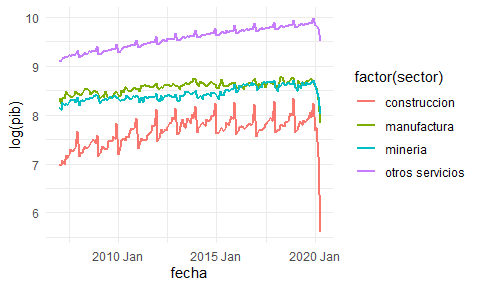 10
9
8
7
6
log(pib)
2010 Jan
2015 Jan
2020 Jan
fecha
factor(sector)
construccion
manufactura
mineria
otros servicios